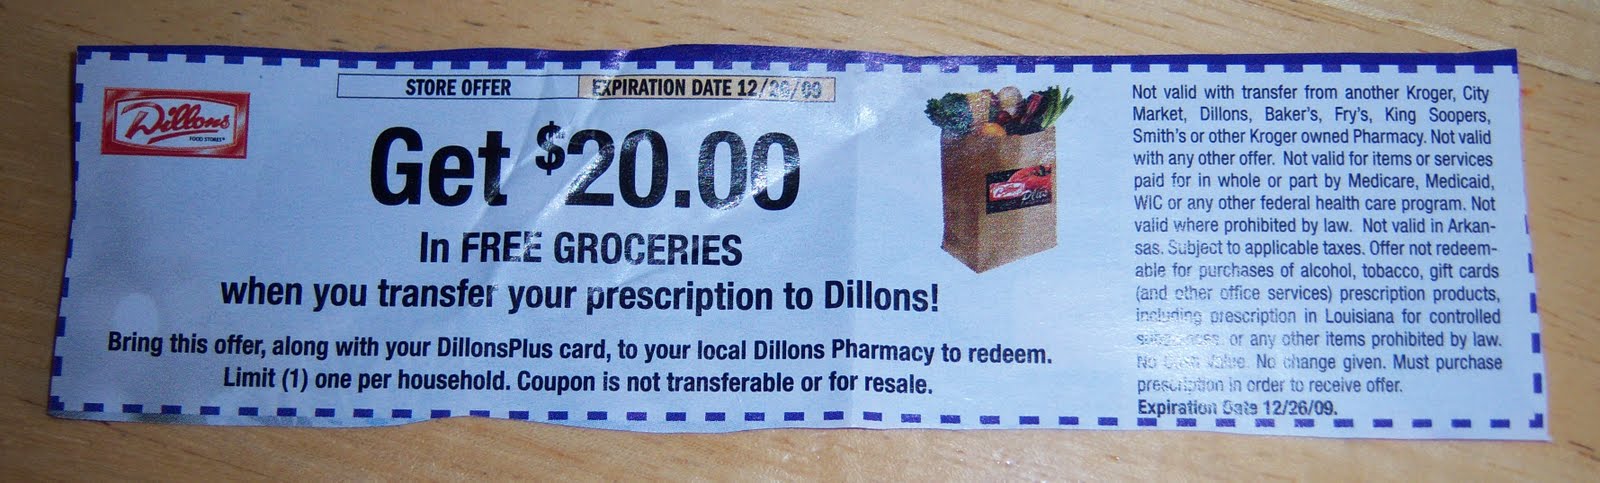 Dillons
FOOD STORES
STORE OFFER
EXPIRATION DATE 12/26/09
Get $20.00
In FREE GROCERIES
when you transfer your prescription to Dillons!
Bring this offer, along with your DillonsPlus card, to your local Dillons Pharmacy to redeem.
Limit (1) one per household. Coupon is not transferable or for resale.
Plus
Not valid with transfer from another Kroger, City
Market, Dillons, Baker's, Fry's, King Soopers,
Smith's or other Kroger owned Pharmacy. Not valid
with any other offer. Not valid for items or services
paid for in whole or part by Medicare, Medicaid,
WIC or any other federal health care program. Not
valid where prohibited by law. Not valid in Arkan-
sas. Subject to applicable taxes. Offer not redeem-
able for purchases of alcohol, tobacco, gift cards
(and other office services) prescription products,
including prescription in Louisiana for controlled
substances, or any other items prohibited by law.
No Cash Value. No change given. Must purchase
prescription in order to receive offer.
Expiration Date 12/26/09.